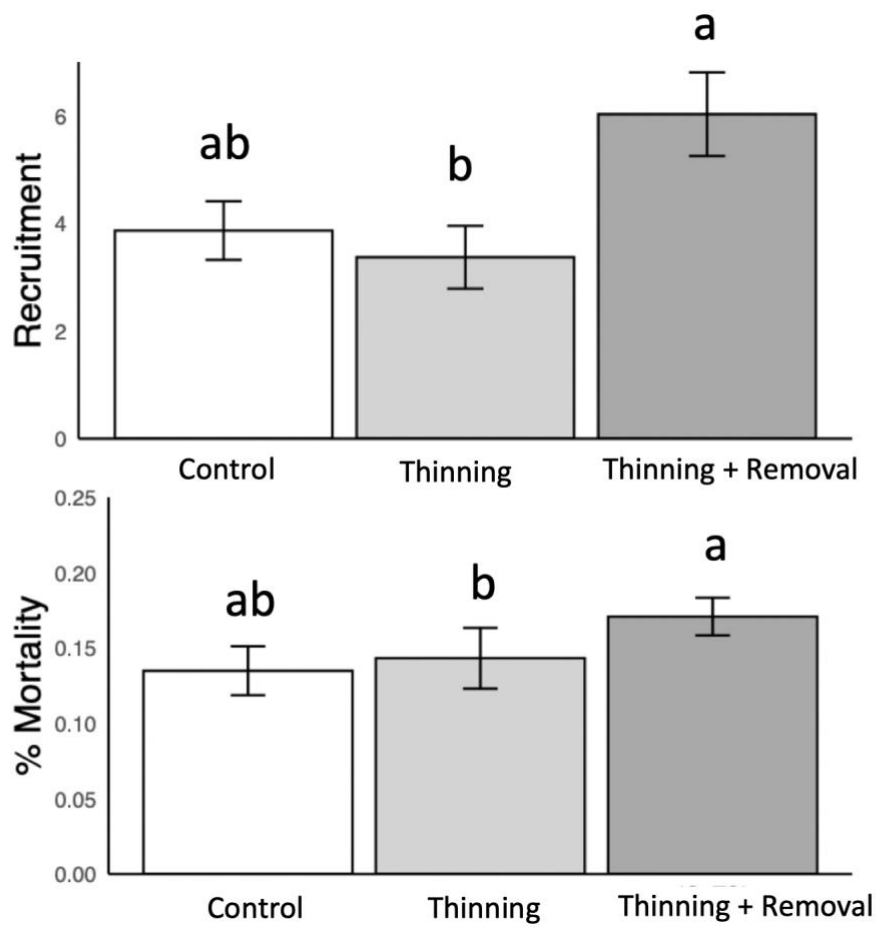 a
ab
b
6
4
2
0
Recruitment
Control
Thinning
Thinning + Removal
0.25
0.20
0.15
0.10
0.05
0.00
% Mortality
ab
b
a
Control
Thinning
Thinning + Removal